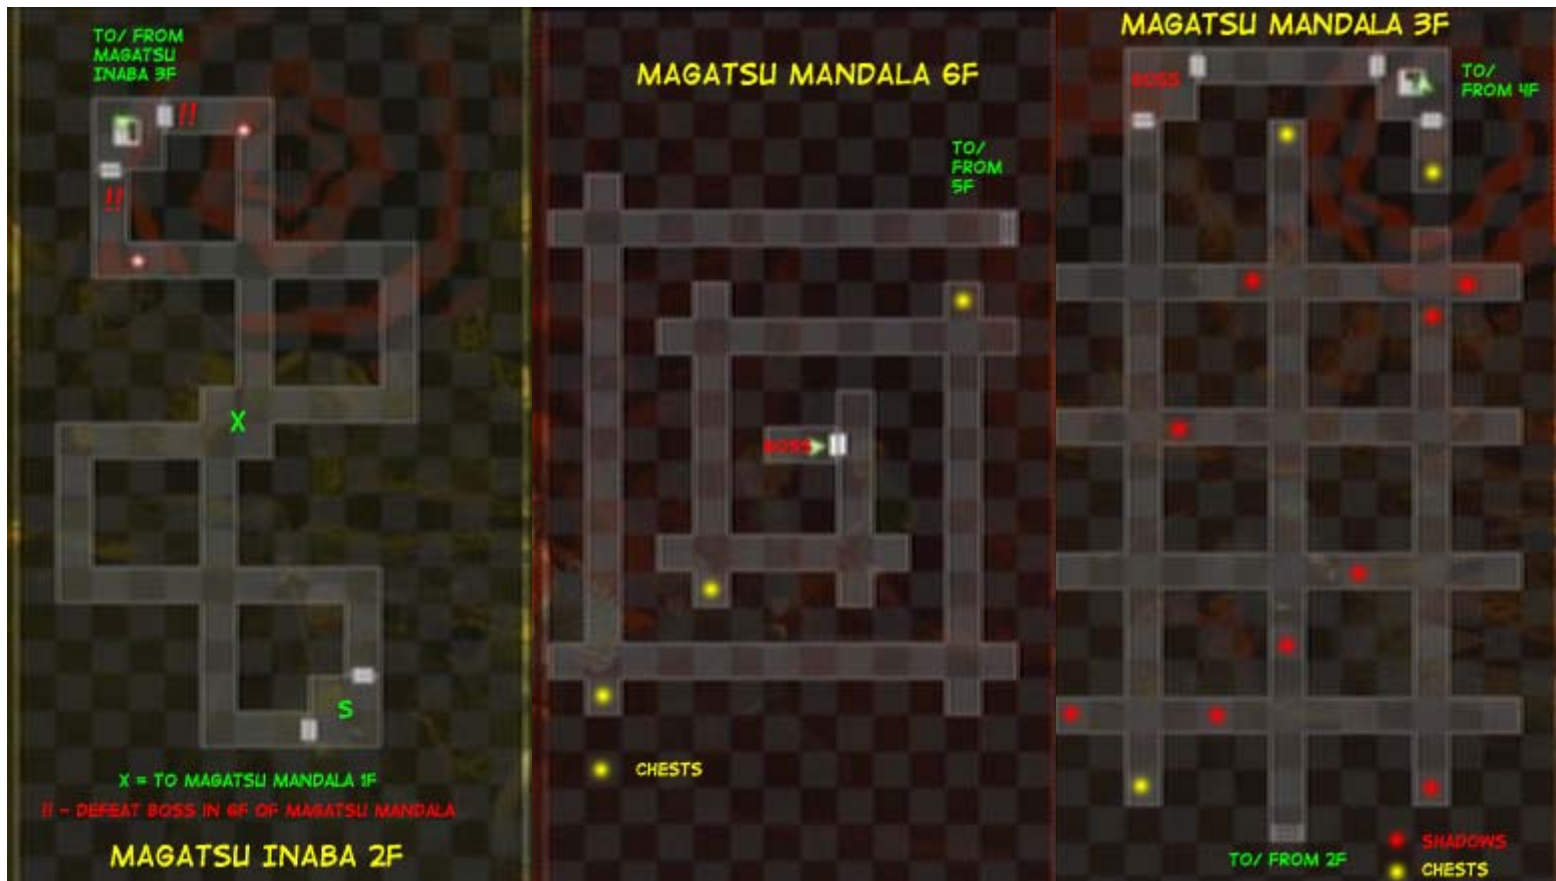 TO/ FROM
MAGATSU
INABA 3F
!!
!!
X
S
X = TO MAGATSU MANDALA 1F
!! - DEFEAT BOSS IN 6F OF MAGATSU MANDALA
MAGATSU INABA 2F
MAGATSU MANDALA 6F
TO/
FROM
5F
BOSS
CHESTS
MAGATSU MANDALA 3F
BOSS
TO/
FROM 4F
TO/ FROM 2F
SHADOWS
CHESTS